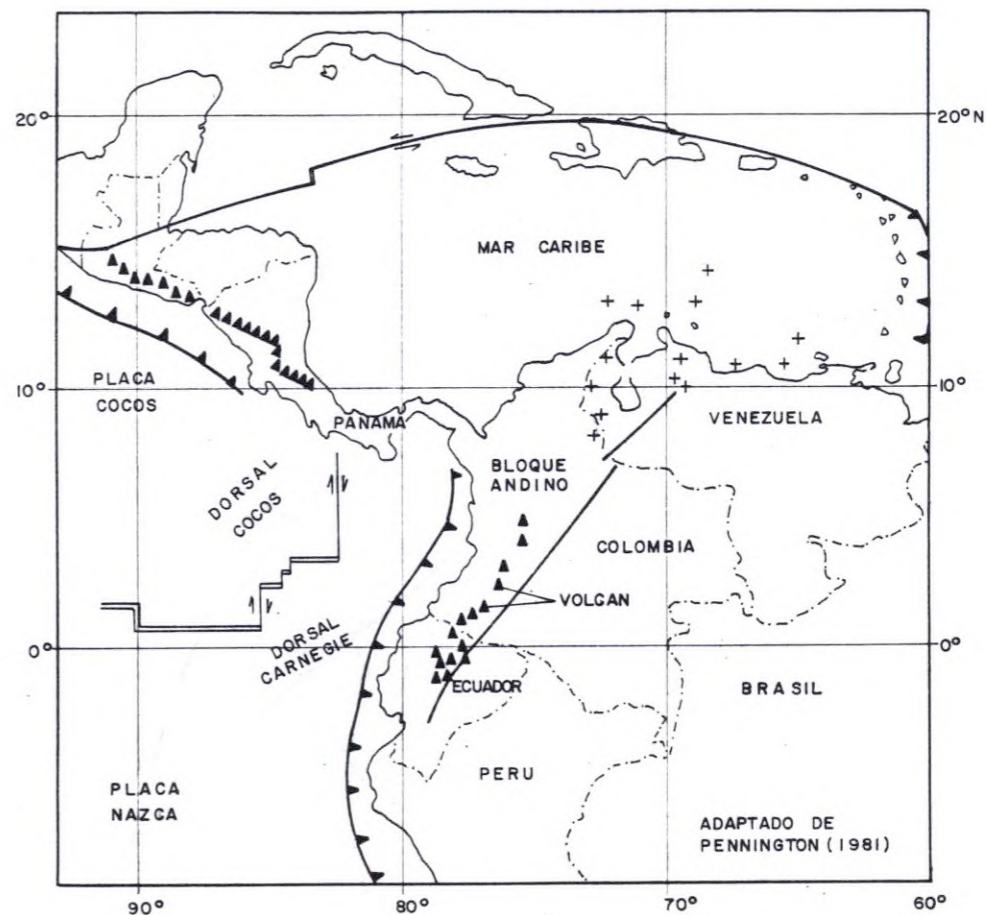 20°
20°N
MAR CARIBE
PLACA
COCOS
10°
10°
PANAMA
VENEZUELA
BLOQUE
ANDINO
DORSAL
COCOS
COLOMBIA
VOLCAN
DORSAL
CARNEGIE
0°
0°
ECUADOR
BRASIL
PERU
PLACA
NAZCA
ADAPTADO DE
PENNINGTON (1981)
90°
80°
70°
60°